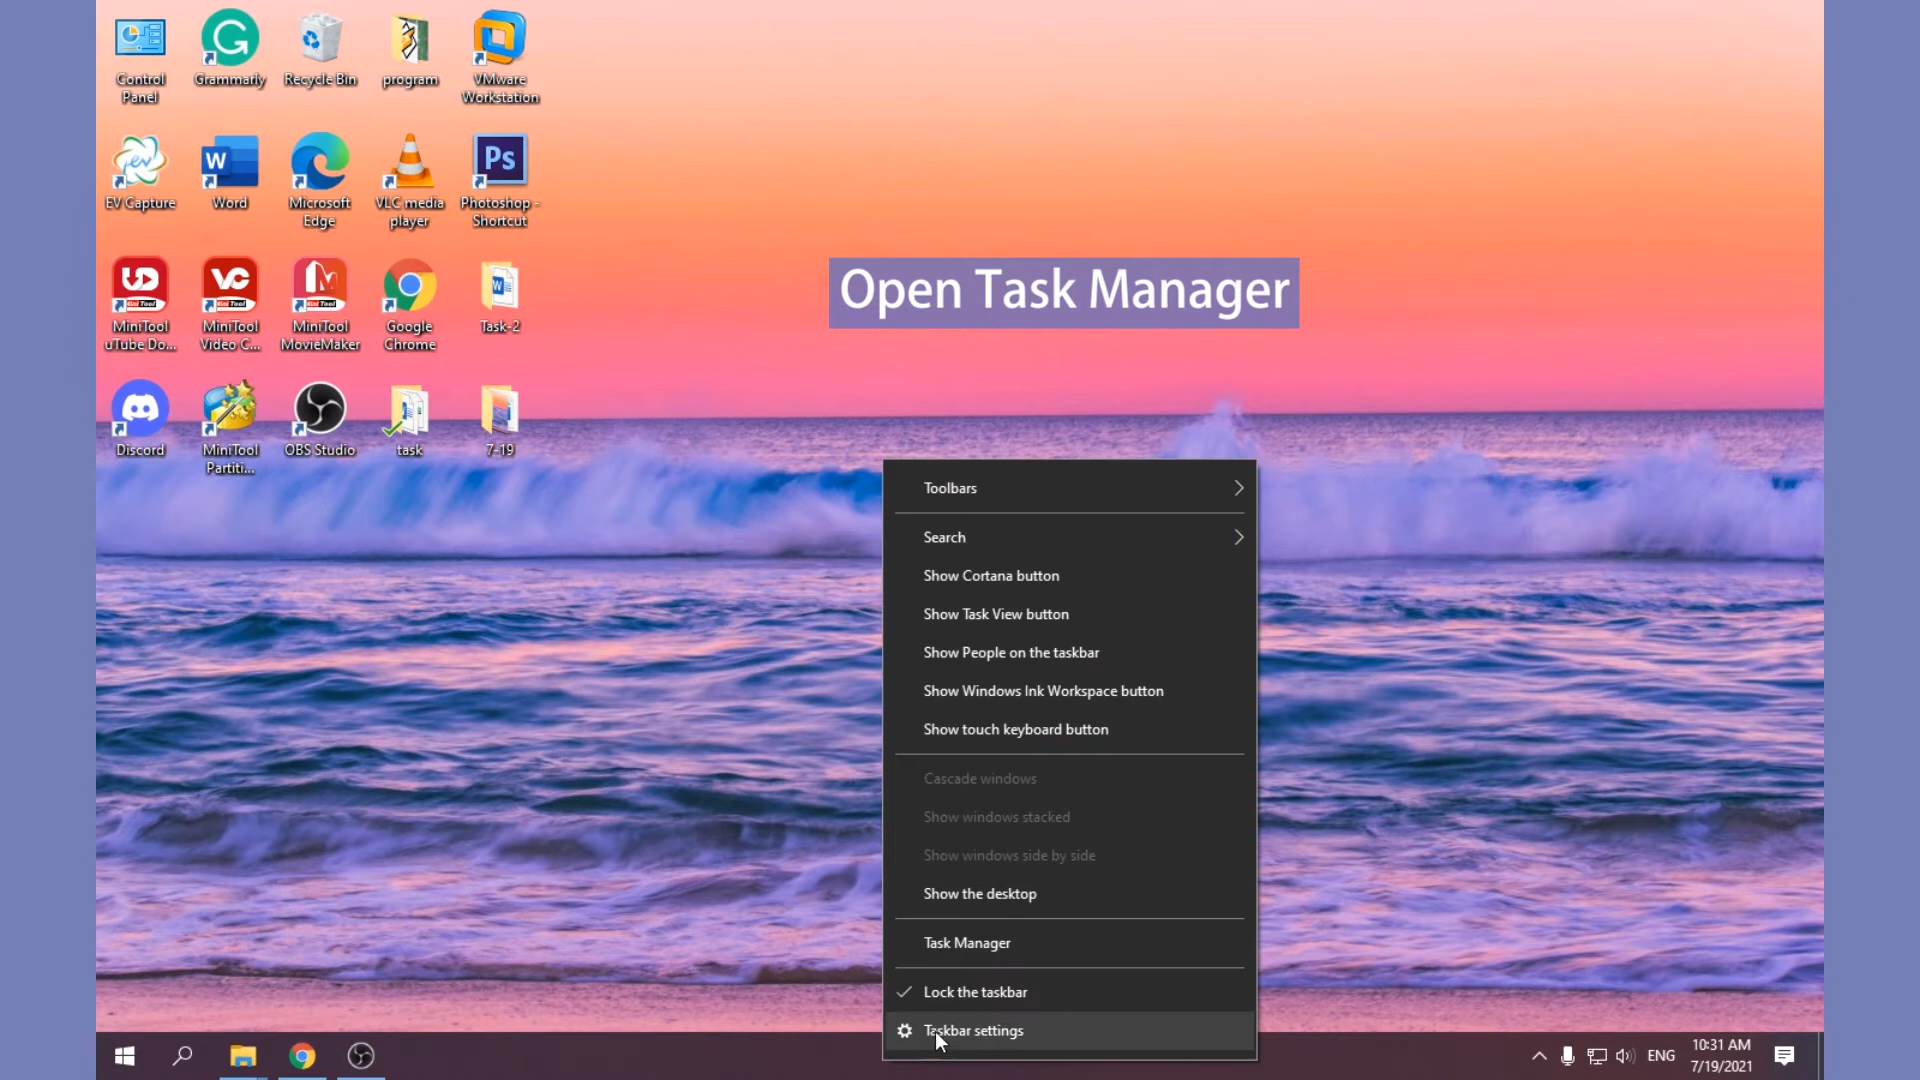 Control
Panel
Grammarly
Recycle Bin
program
VMware
Workstation
EV Capture
Word
Microsoft
Edge
VLC media
player
Ps
Photoshop -
Shortcut
MiniTool
uTube Do...
MiniTool
Video C...
MiniTool
MovieMaker
Google
Chrome
Task-2
Discord
MiniTool
Partiti...
OBS Studio
task
7-19
Open Task Manager
Toolbars
Search
Show Cortana button
Show Task View button
Show People on the taskbar
Show Windows Ink Workspace button
Show touch keyboard button
Cascade windows
Show windows stacked
Show windows side by side
Show the desktop
Task Manager
Lock the taskbar
Taskbar settings
ENG
10:31 AM
7/19/2021